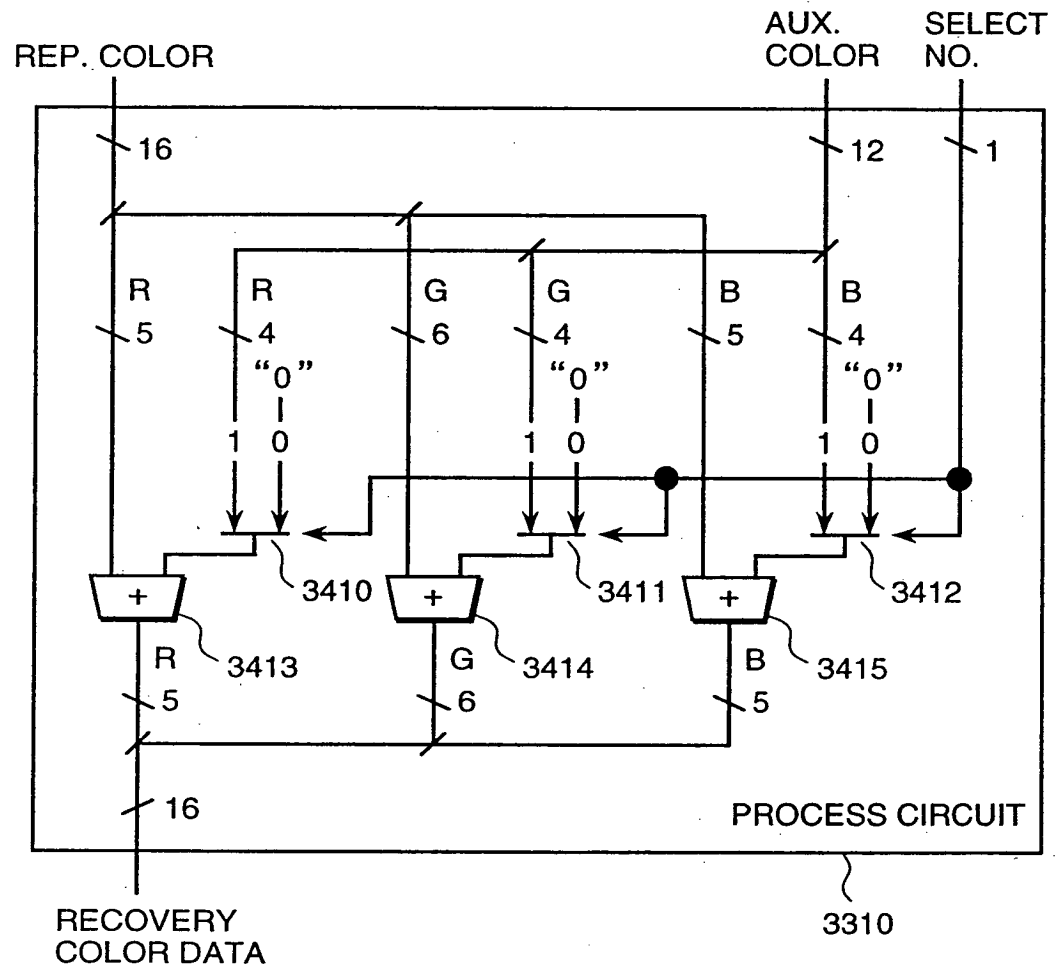 REP. COLOR
AUX.
COLOR
SELECT
NO.
16
12
1
R
R
G
G
B
B
5
4
6
4
5
4
"0"
"0"
"0"
1
0
1
0
1
0
3410
3411
3412
+
+
+
R
3413
G
3414
B
3415
5
6
5
16
PROCESS CIRCUIT
3310
RECOVERY
COLOR DATA